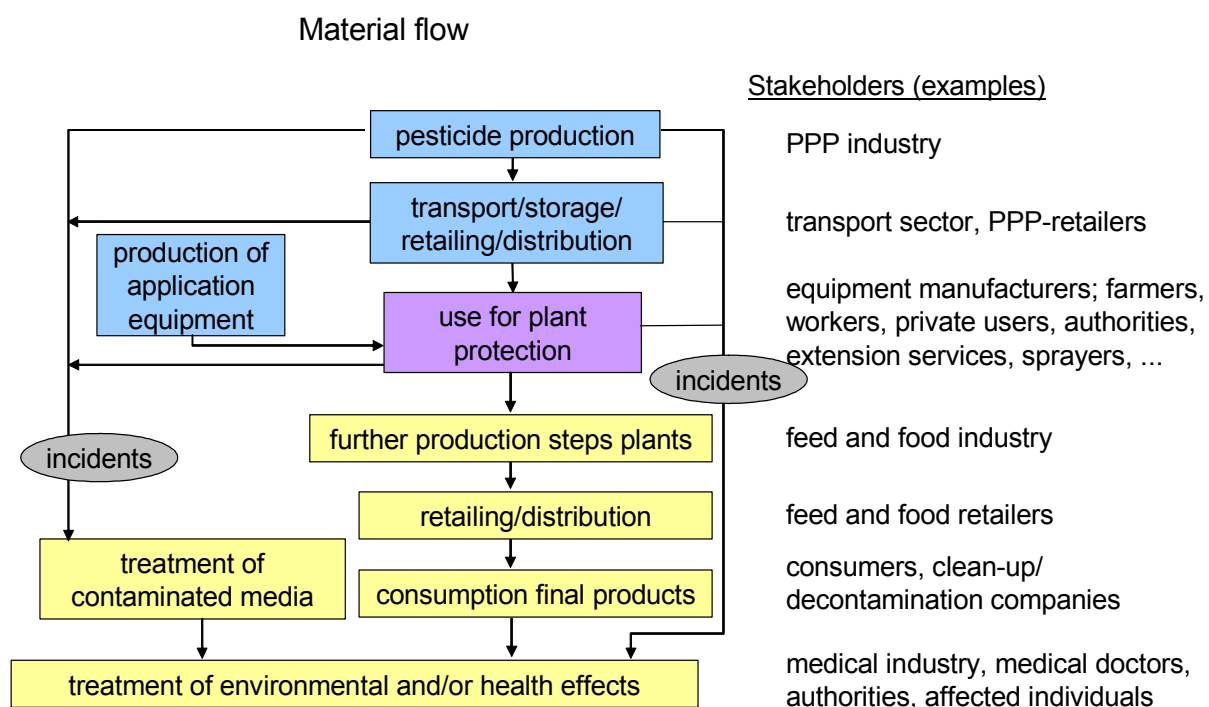 Material flow
Stakeholders (examples)
pesticide production
PPP industry
transport/storage/
retailing/distribution
transport sector, PPP-retailers
production of
application
equipment
use for plant
protection
equipment manufacturers; farmers,
workers, private users, authorities,
extension services, sprayers, ...
incidents
further production steps plants
feed and food industry
incidents
retailing/distribution
feed and food retailers
treatment of
contaminated media
consumption final products
consumers, clean-up/
decontamination companies
treatment of environmental and/or health effects
medical industry, medical doctors,
authorities, affected individuals